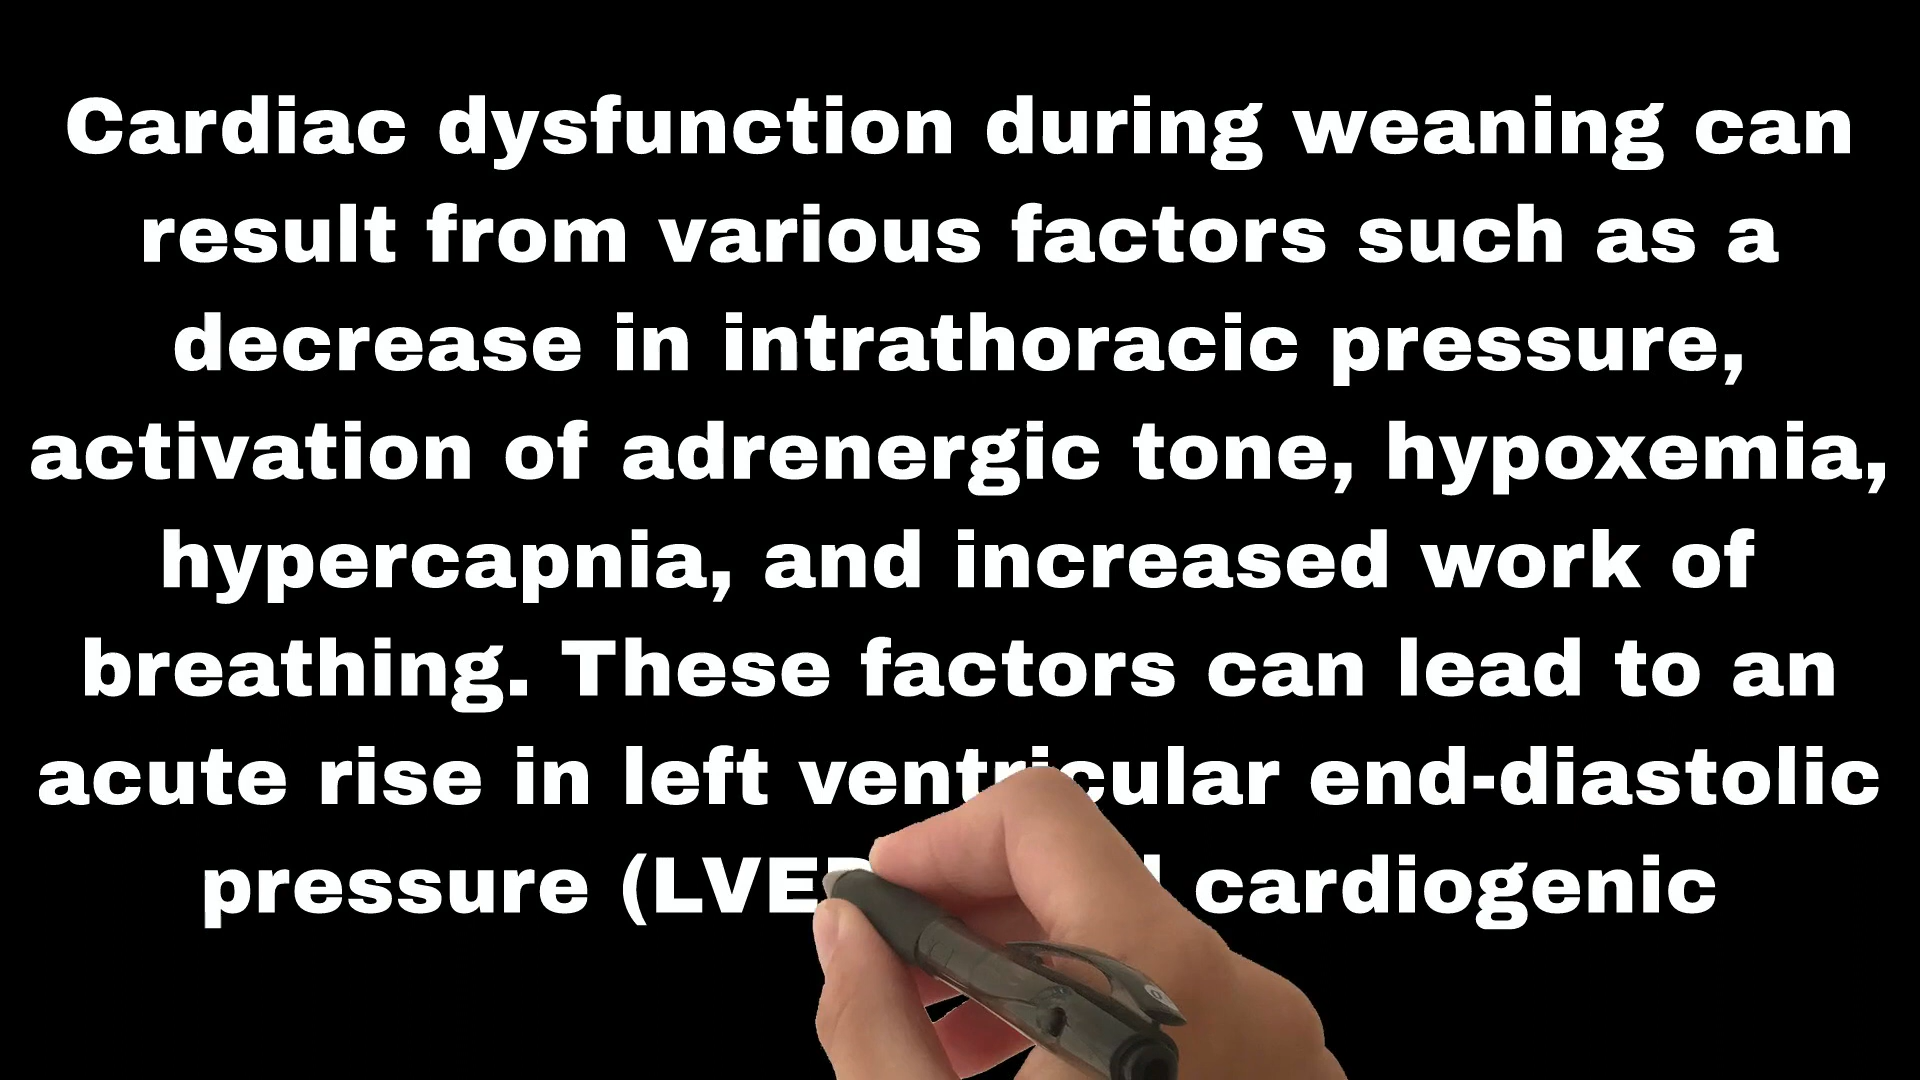 Cardiac dysfunction during weaning can
result from various factors such as a
decrease in intrathoracic pressure,
activation of adrenergic tone, hypoxemia,
hypercapnia, and increased work of
breathing. These factors can lead to an
acute rise in left ventricular end-diastolic
pressure cardiogenic